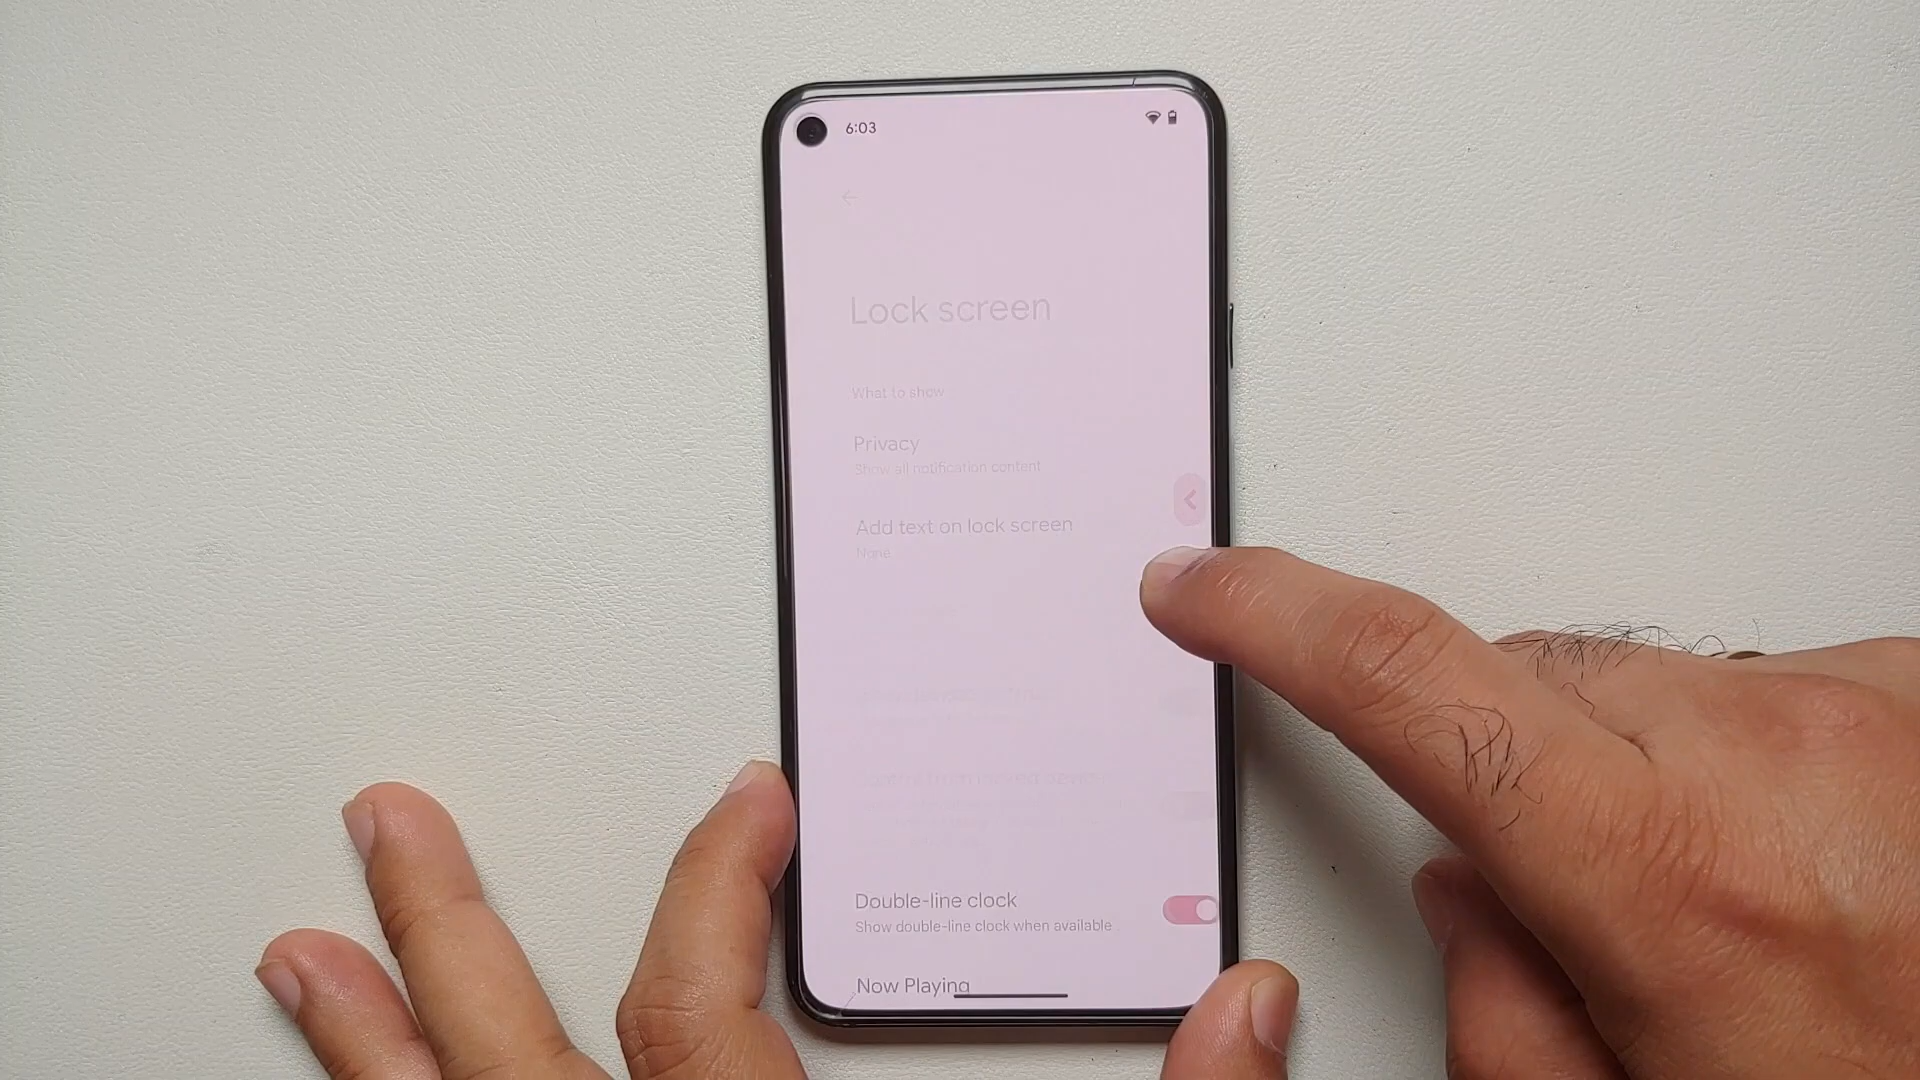 6:03
Lock screen
What to show
Privacy
Show all notification content
Add text on lock screen
None
Double-line clock
Show double-line clock when available
Now Playing